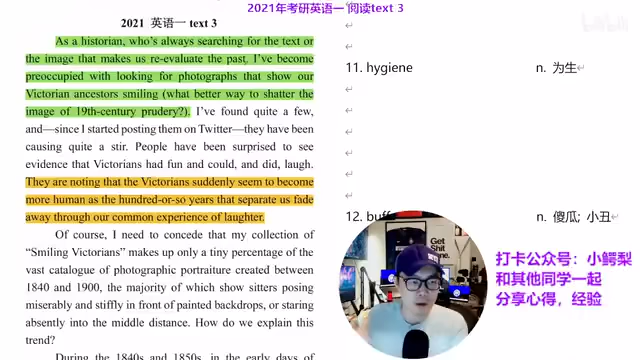 2021年考研英语一 阅读text 3
bilibili
2021 英语一 text 3
As a historian, who's always searching for the text or
the image that makes us re-evaluate the past, I've become
preoccupied with looking for photographs that show our
Victorian ancestors smiling (what better way to shatter the
image of 19th-century prudery?). I've found quite a few,
and—since I started posting them on Twitter—they have been
causing quite a stir. People have been surprised to see
evidence that Victorians had fun and could, and did, laugh.
They are noting that the Victorians suddenly seem to become
more human as the hundred-or-so years that separate us fade
away through our common experience of laughter.
Of course, I need to concede that my collection of
“Smiling Victorians” makes up only a tiny percentage of the
vast catalogue of photographic portraiture created between
1840 and 1900, the majority of which show sitters posing
miserably and stiffly in front of painted backdrops, or staring
absently into the middle distance. How do we explain this
trend?
During the 1840s and 1850s, in the early days of
11. hygiene n. 为生
12. buff n. 傻瓜; 小丑
Get
Shit
Done.
打卡公众号：小鳄梨
和其他同学一起
分享心得，经验